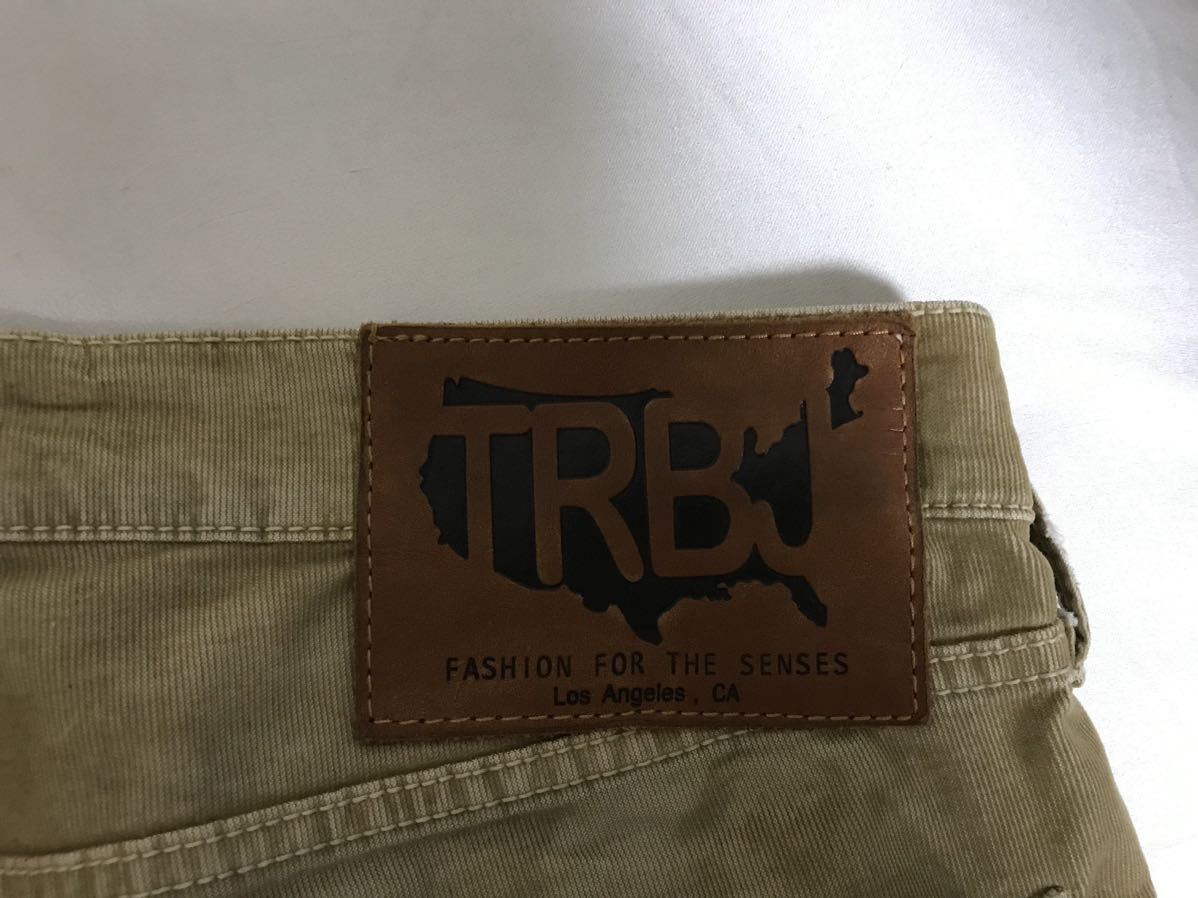 TRBJ
FASHION FOR THE SENSES
Los Angeles, CA